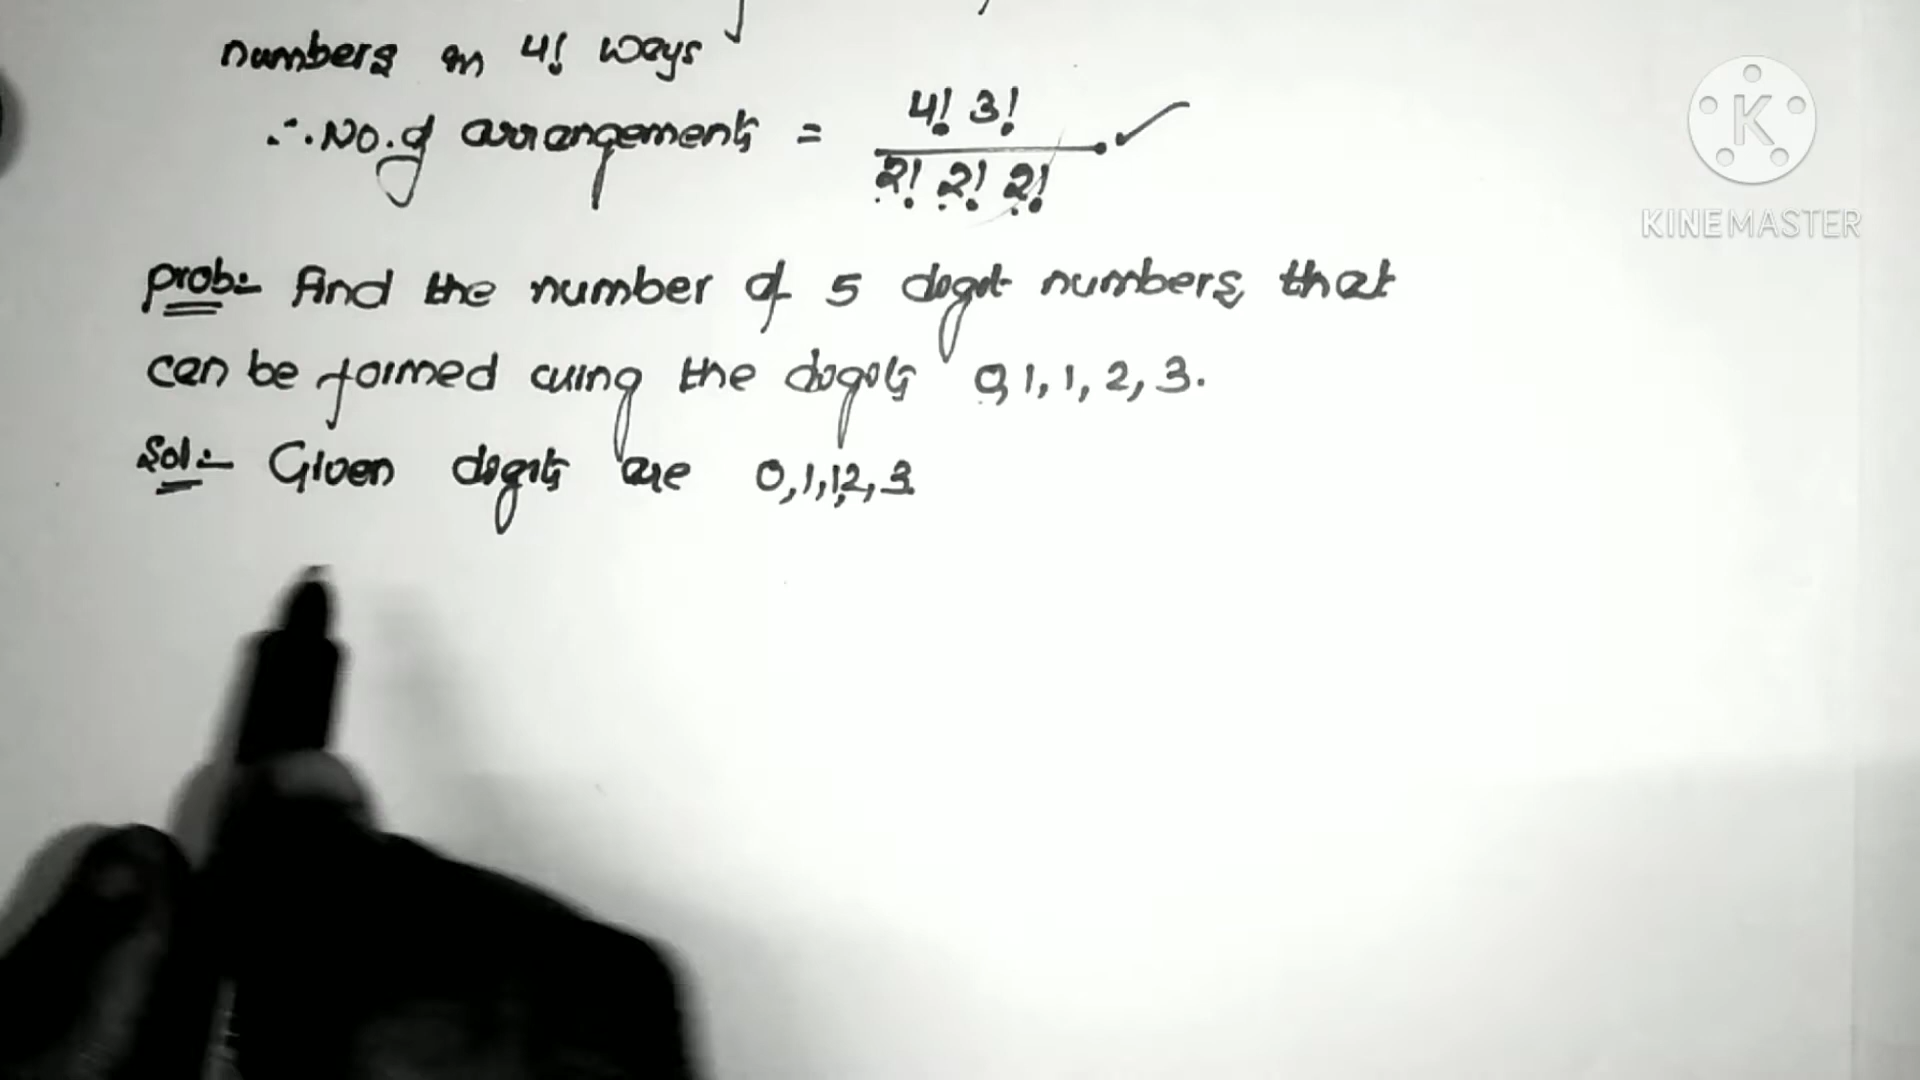 numbers in 4! ways
∴ No. of arrangements = 4! 3! / 2! 2! 2!
K
KINEMASTER
prob:- Find the number of 5 digit numbers that
can be formed using the digits 0, 1, 1, 2, 3.
Sol:- Given digits are 0, 1, 1, 2, 3